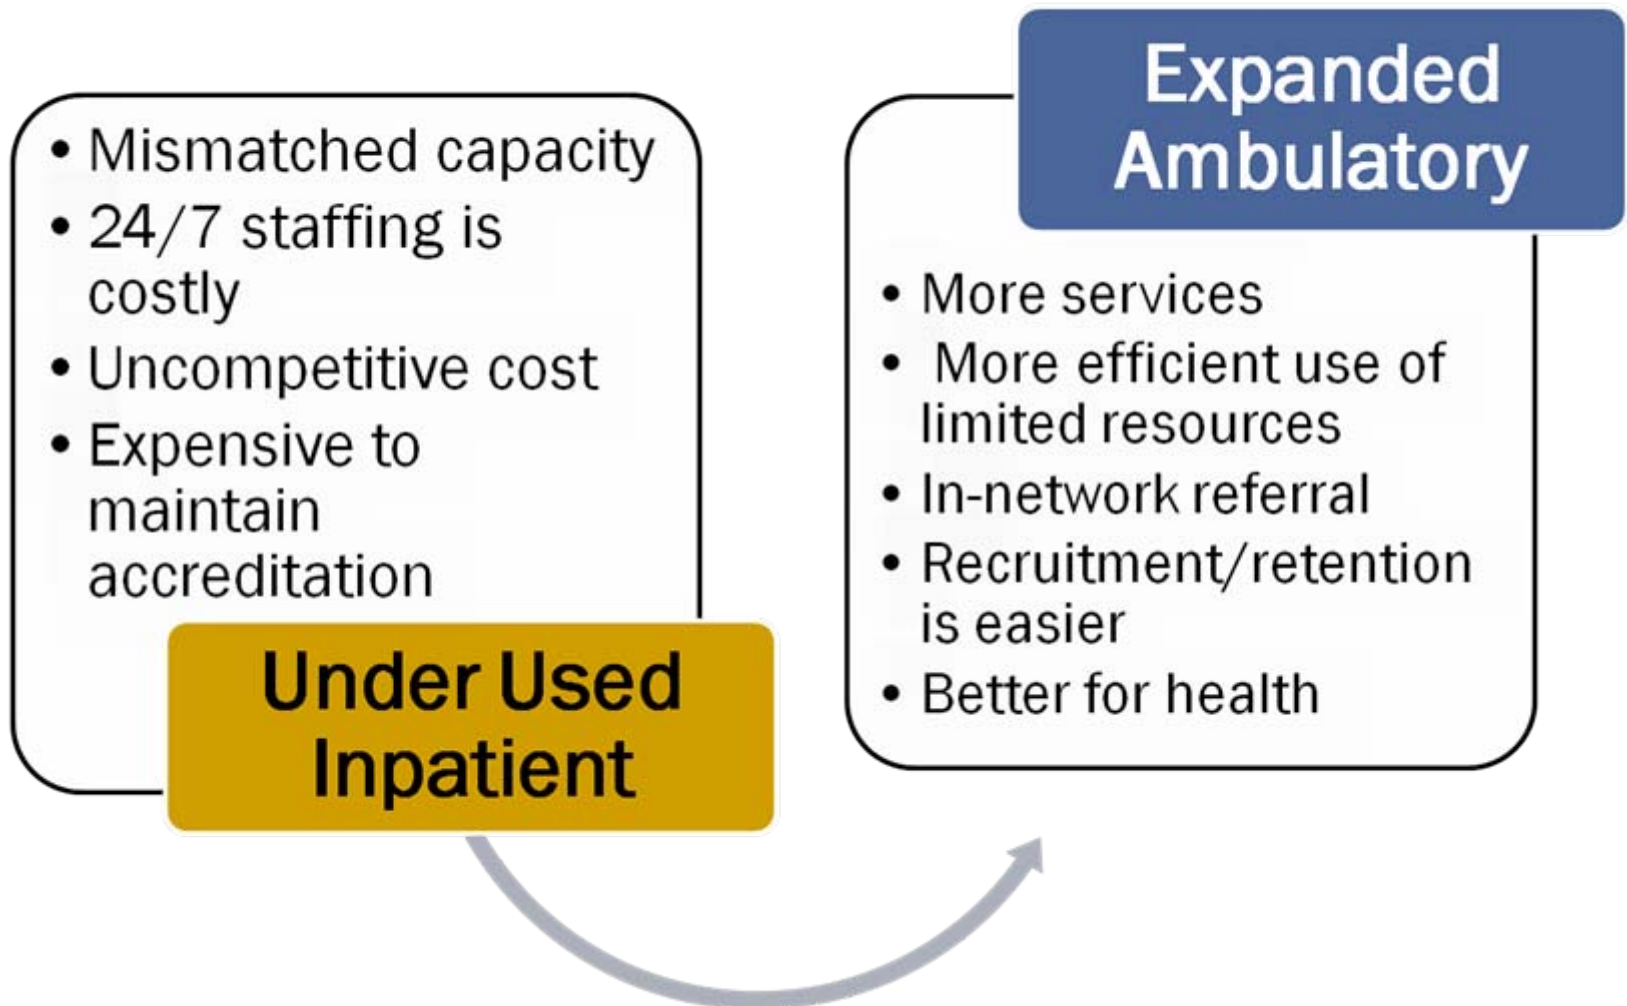 • Mismatched capacity
• 24/7 staffing is
costly
• Uncompetitive cost
• Expensive to
maintain
accreditation
Under Used
Inpatient
Expanded
Ambulatory
• More services
• More efficient use of
limited resources
• In-network referral
• Recruitment/retention
is easier
• Better for health